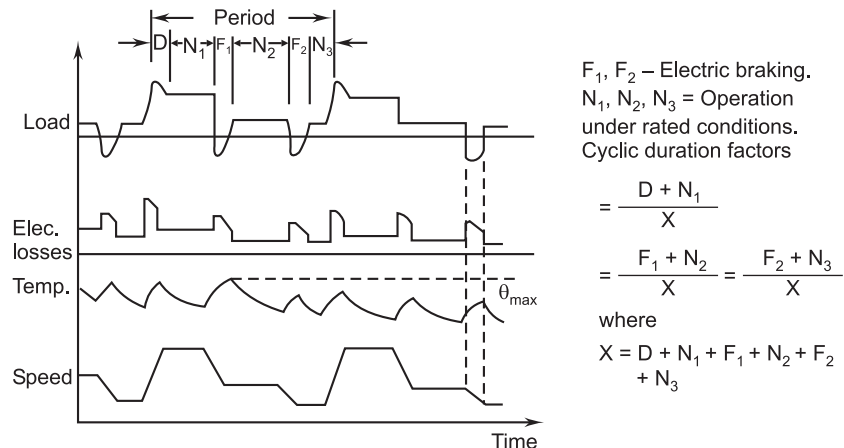 Period
D N₁ F₁ N₂ F₂ N₃
Load
Elec.
losses
Temp.
θmax
Speed
Time
F₁, F₂ – Electric braking.
N₁, N₂, N₃ = Operation
under rated conditions.
Cyclic duration factors
= D + N₁ / X
= F₁ + N₂ / X = F₂ + N₃ / X
where
X = D + N₁ + F₁ + N₂ + F₂
+ N₃